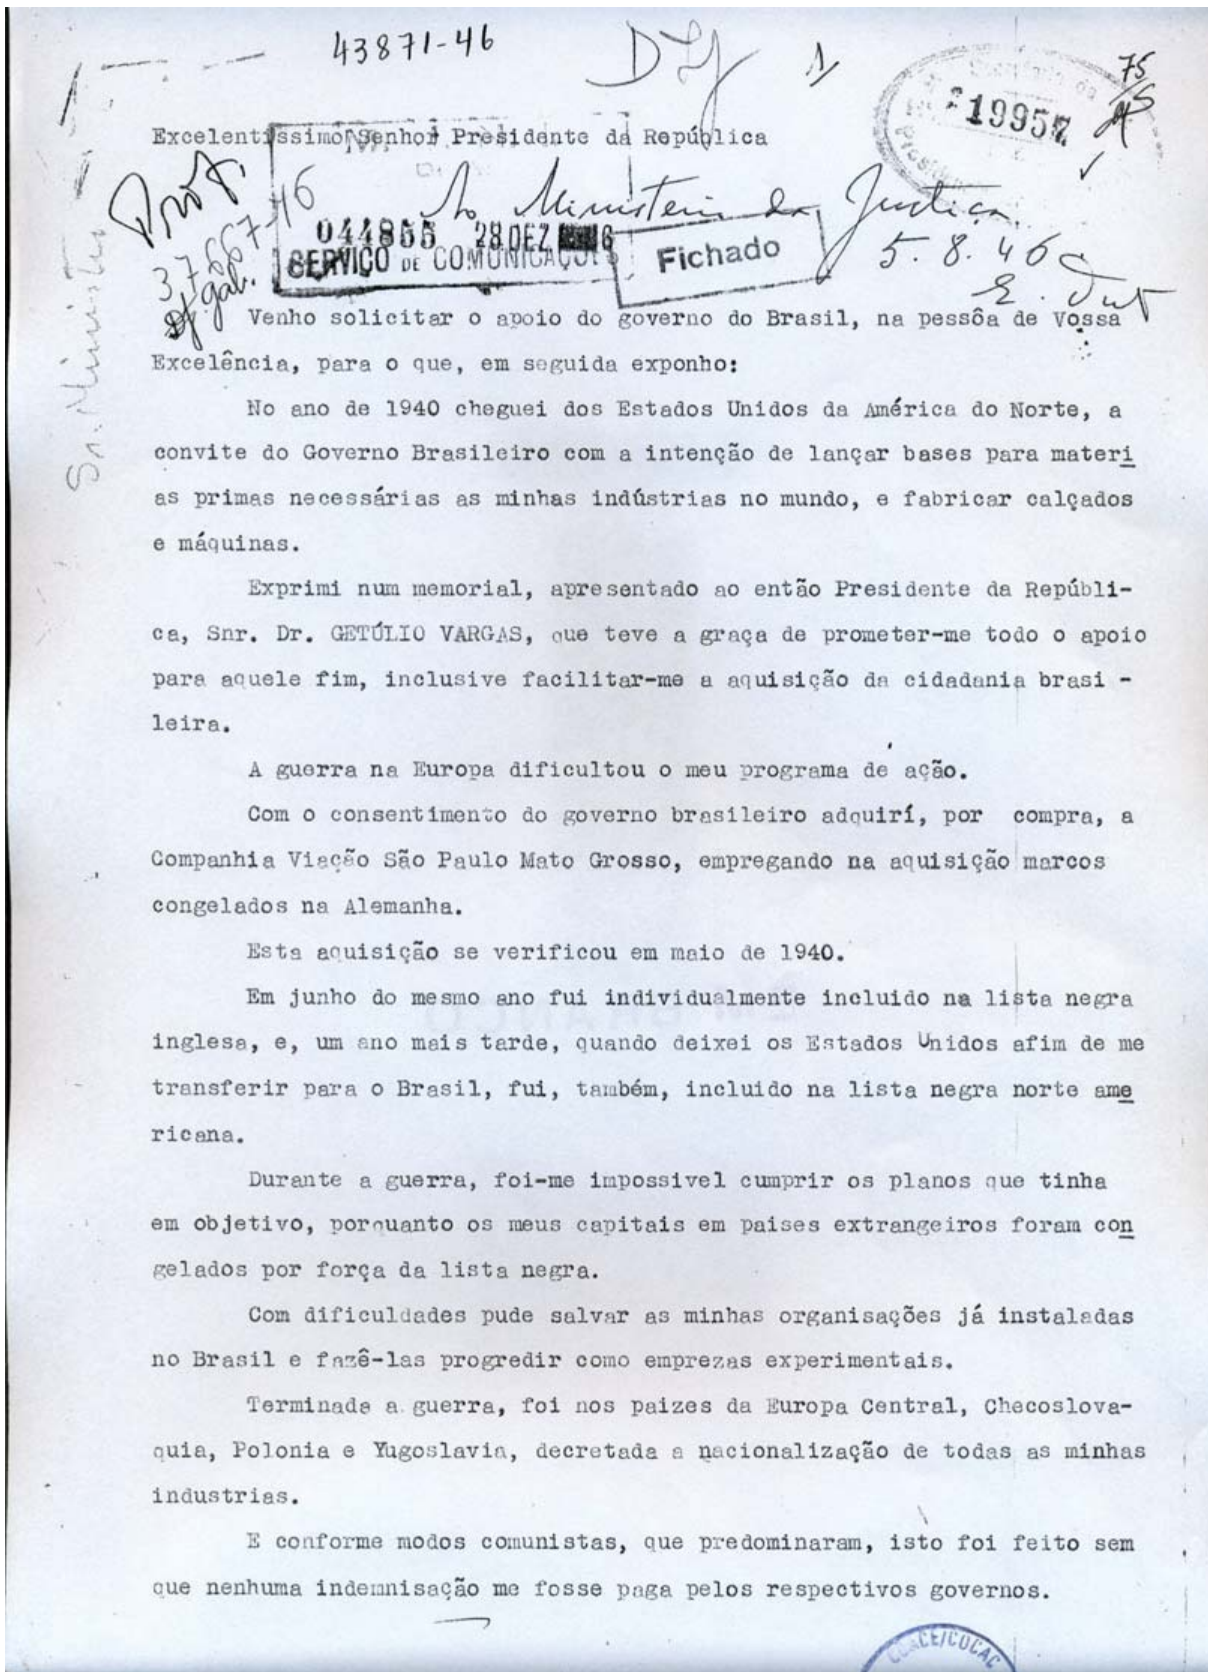 43871-46
1
75
19957
Excelentíssimo Senhor Presidente da República
Prot.
37667-46
gab.
Ao Ministerio da Justiça
5.8.46
044855 28 DEZ
SERVIÇO DE COMUNICAÇÕES
Fichado
Sr. Ministro
Venho solicitar o apoio do governo do Brasil, na pessôa de Vossa
Excelência, para o que, em seguida exponho:
No ano de 1940 cheguei dos Estados Unidos da América do Norte, a
convite do Governo Brasileiro com a intenção de lançar bases para materi
as primas necessárias as minhas indústrias no mundo, e fabricar calçados
e máquinas.
Exprimi num memorial, apresentado ao então Presidente da Repúbli-
ca, Snr. Dr. GETÚLIO VARGAS, que teve a graça de prometer-me todo o apoio
para aquele fim, inclusive facilitar-me a aquisição da cidadania brasi -
leira.
A guerra na Europa dificultou o meu programa de ação.
Com o consentimento do governo brasileiro adquirí, por compra, a
Companhia Viação São Paulo Mato Grosso, empregando na aquisição marcos
congelados na Alemanha.
Esta aquisição se verificou em maio de 1940.
Em junho do mesmo ano fui individualmente incluido na lista negra
inglesa, e, um ano mais tarde, quando deixei os Estados Unidos afim de me
transferir para o Brasil, fui, também, incluido na lista negra norte ame
ricana.
Durante a guerra, foi-me impossivel cumprir os planos que tinha
em objetivo, porquanto os meus capitais em paises extrangeiros foram con
gelados por força da lista negra.
Com dificuldades pude salvar as minhas organisações já instaladas
no Brasil e fazê-las progredir como emprezas experimentais.
Terminada a guerra, foi nos paizes da Europa Central, Checoslova-
quia, Polonia e Yugoslavia, decretada a nacionalização de todas as minhas
industrias.
E conforme modos comunistas, que predominaram, isto foi feito sem
que nenhuma indemnisação me fosse paga pelos respectivos governos.
CCACE/COCAC